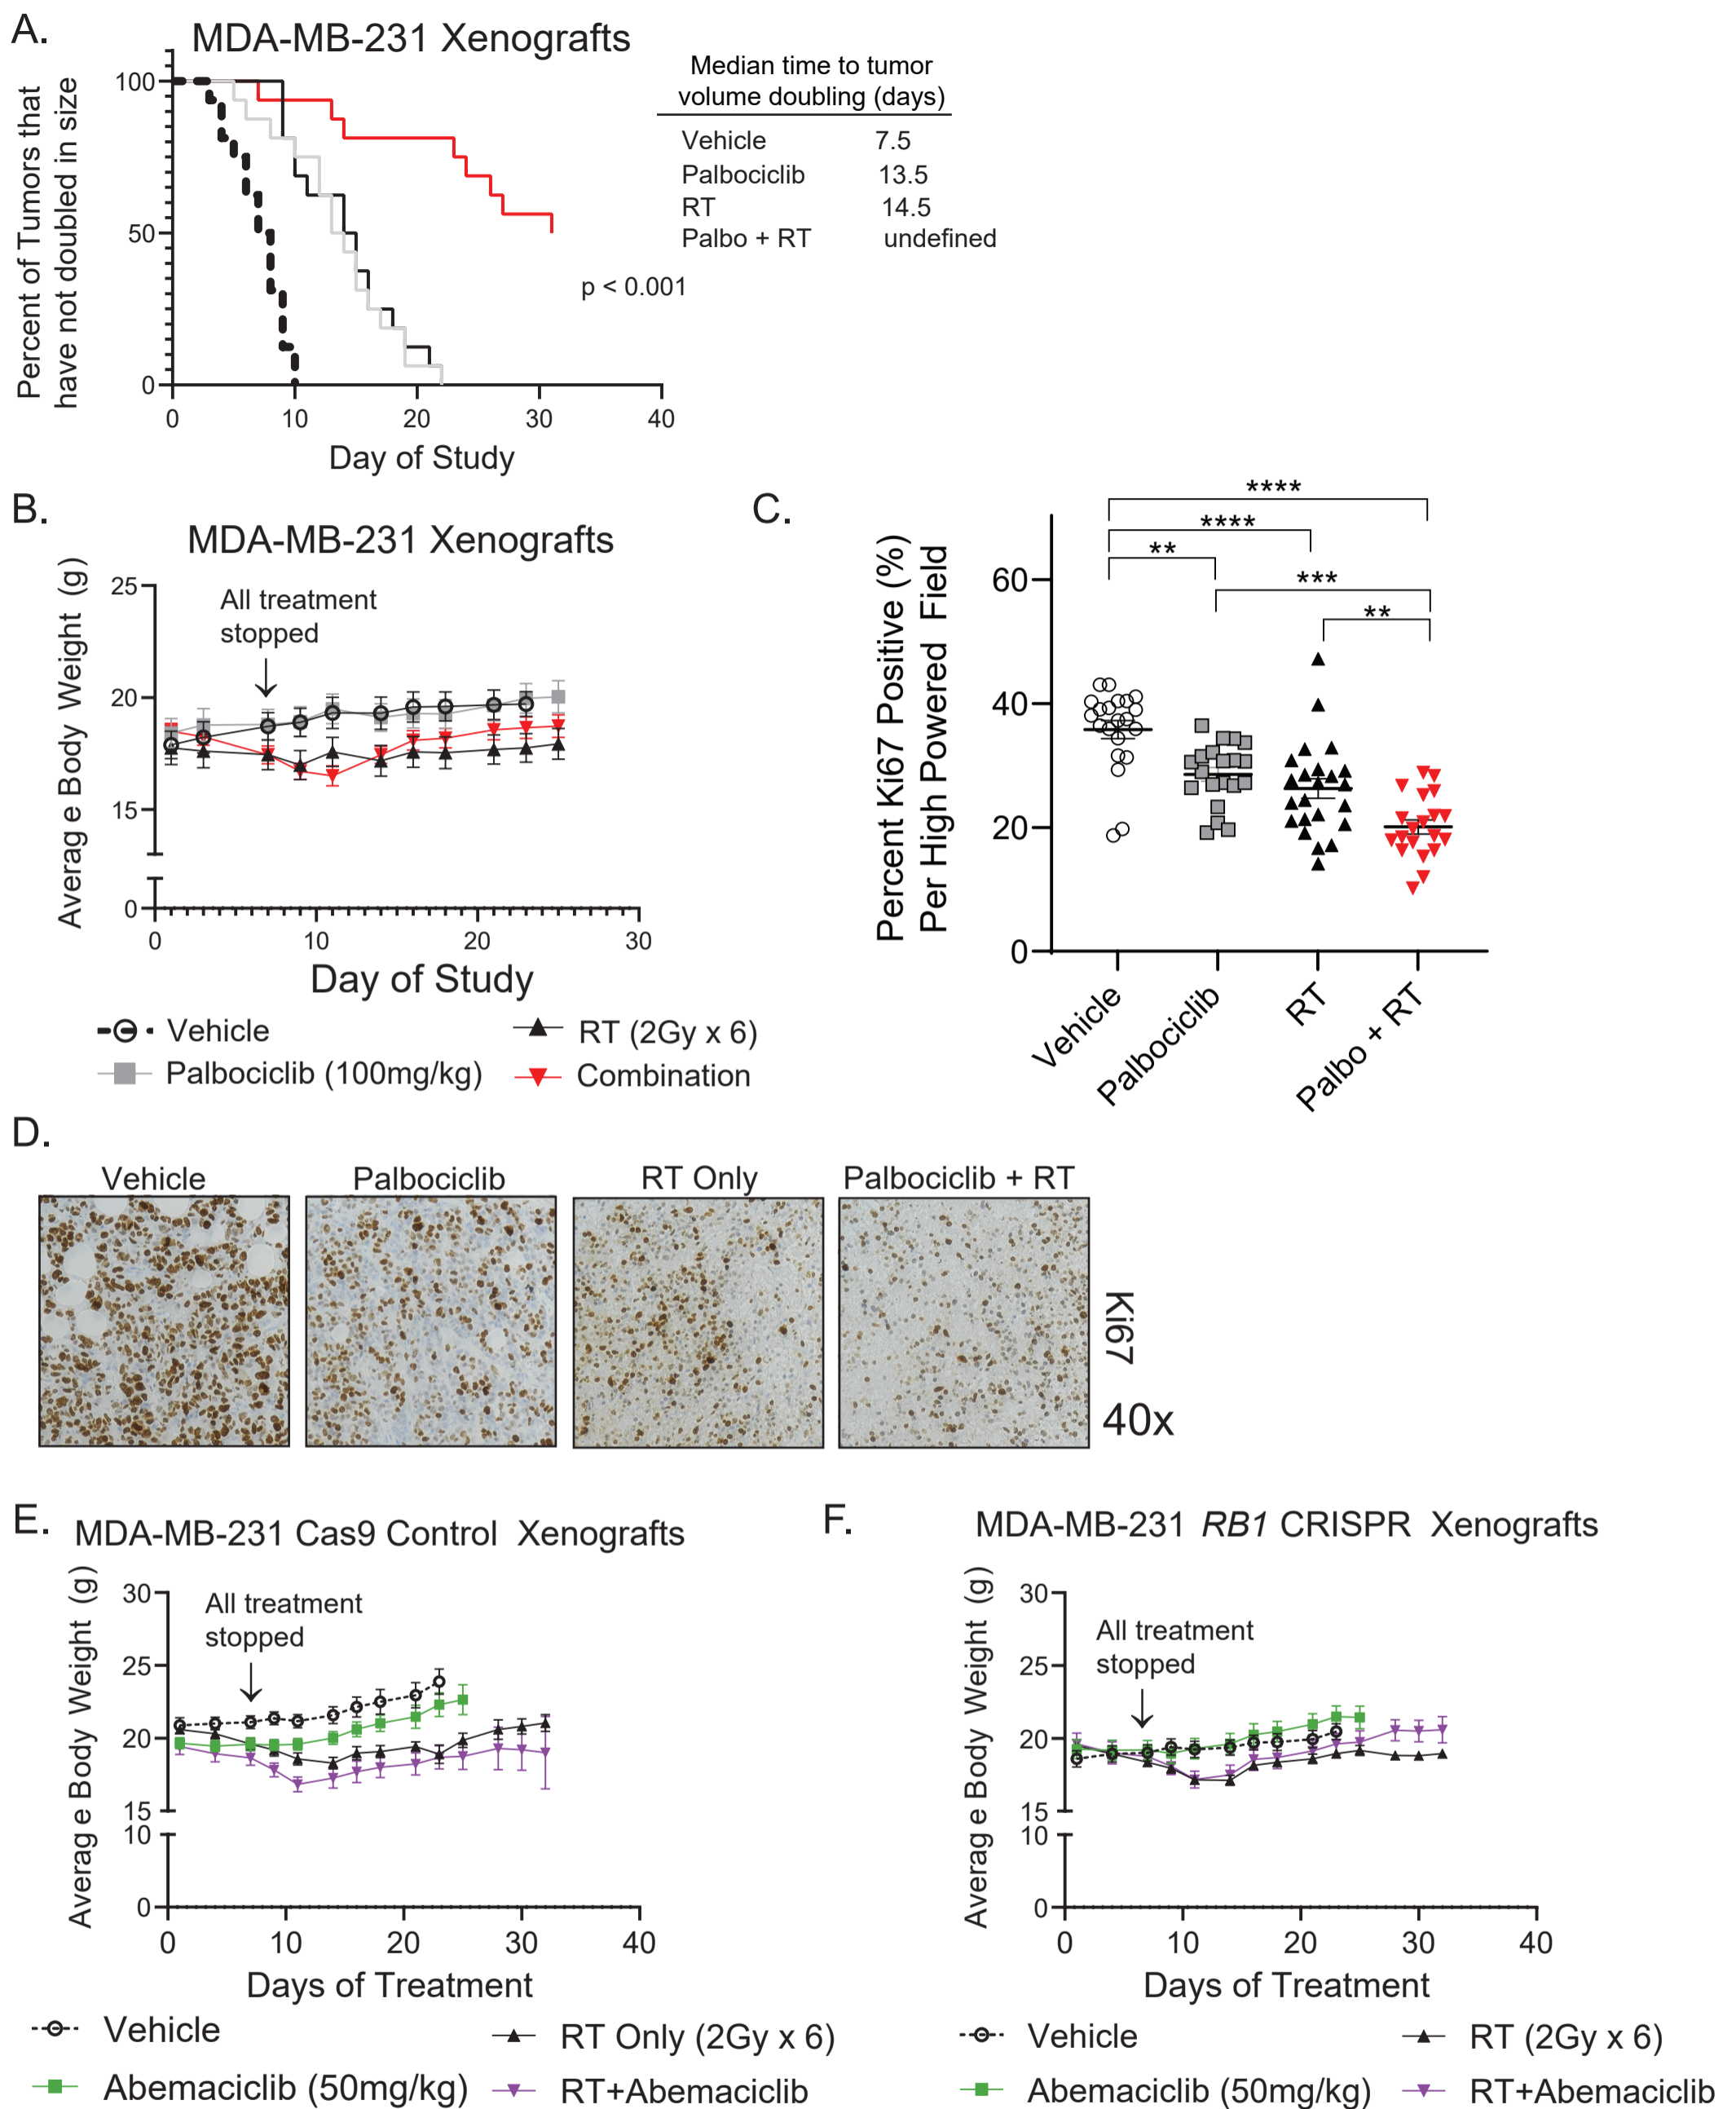 A.
MDA-MB-231 Xenografts
Percent of Tumors that
have not doubled in size
100
50
0
0 10 20 30 40
Day of Study
Median time to tumor
volume doubling (days)
Vehicle 7.5
Palbociclib 13.5
RT 14.5
Palbo + RT undefined
p < 0.001
B.
MDA-MB-231 Xenografts
Averag e Body Weight (g)
All treatment
stopped
25
20
15
0
0 10 20 30
Day of Study
Vehicle
RT (2Gy x 6)
Palbociclib (100mg/kg)
Combination
C.
Percent Ki67 Positive (%)
Per High Powered Field
****
****
**
***
**
60
40
20
0
Vehicle
Palbociclib
RT
Palbo + RT
D.
Vehicle
Palbociclib
RT Only
Palbociclib + RT
Ki67
40x
E.
MDA-MB-231 Cas9 Control Xenografts
Averag e Body Weight (g)
All treatment
stopped
30
25
20
15
10
0
0 10 20 30 40
Days of Treatment
Vehicle
RT Only (2Gy x 6)
Abemaciclib (50mg/kg)
RT+Abemaciclib
F.
MDA-MB-231 RB1 CRISPR Xenografts
Averag e Body Weight (g)
All treatment
stopped
30
25
20
15
10
0
0 10 20 30 40
Days of Treatment
Vehicle
RT (2Gy x 6)
Abemaciclib (50mg/kg)
RT+Abemaciclib